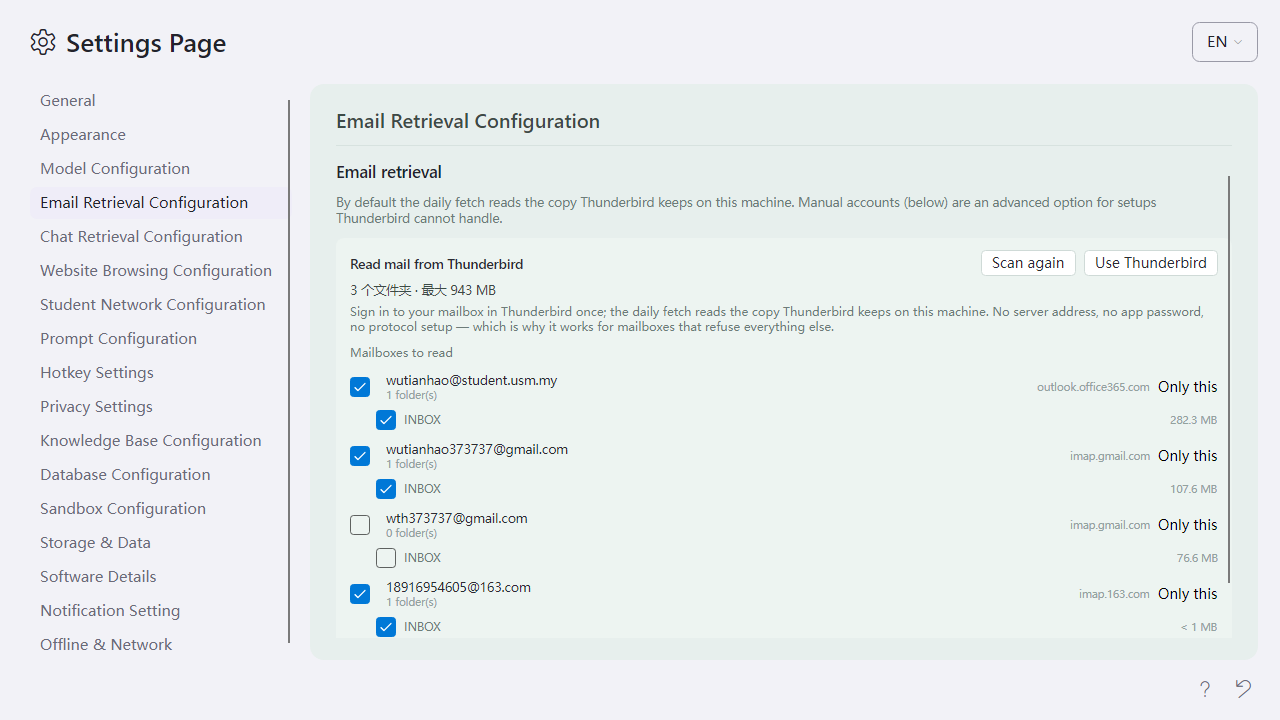 Settings Page
EN
General
Appearance
Model Configuration
Email Retrieval Configuration
Chat Retrieval Configuration
Website Browsing Configuration
Student Network Configuration
Prompt Configuration
Hotkey Settings
Privacy Settings
Knowledge Base Configuration
Database Configuration
Sandbox Configuration
Storage & Data
Software Details
Notification Setting
Offline & Network
Email Retrieval Configuration
Email retrieval
By default the daily fetch reads the copy Thunderbird keeps on this machine. Manual accounts (below) are an advanced option for setups
Thunderbird cannot handle.
Read mail from Thunderbird
Scan again
Use Thunderbird
3 个文件夹 · 最大 943 MB
Sign in to your mailbox in Thunderbird once; the daily fetch reads the copy Thunderbird keeps on this machine. No server address, no app password,
no protocol setup — which is why it works for mailboxes that refuse everything else.
Mailboxes to read
wutianhao@student.usm.my
1 folder(s)
outlook.office365.com
Only this
INBOX
282.3 MB
wutianhao373737@gmail.com
1 folder(s)
imap.gmail.com
Only this
INBOX
107.6 MB
wth373737@gmail.com
0 folder(s)
imap.gmail.com
Only this
INBOX
76.6 MB
18916954605@163.com
1 folder(s)
imap.163.com
Only this
INBOX
< 1 MB
?